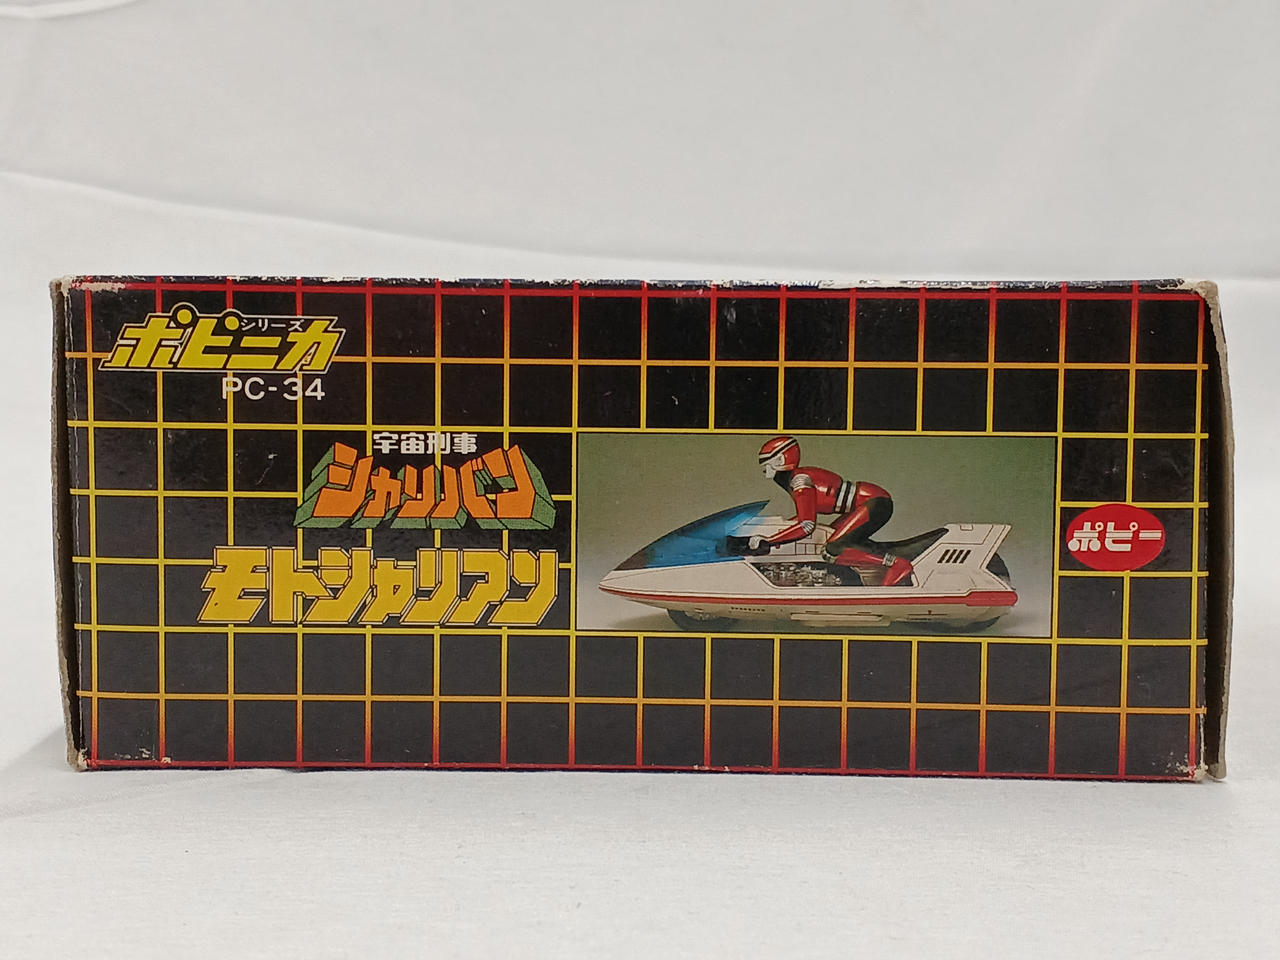 ポピニカ
シリーズ
PC-34
宇宙刑事
シャリバン
モトシャリアン
ポピー